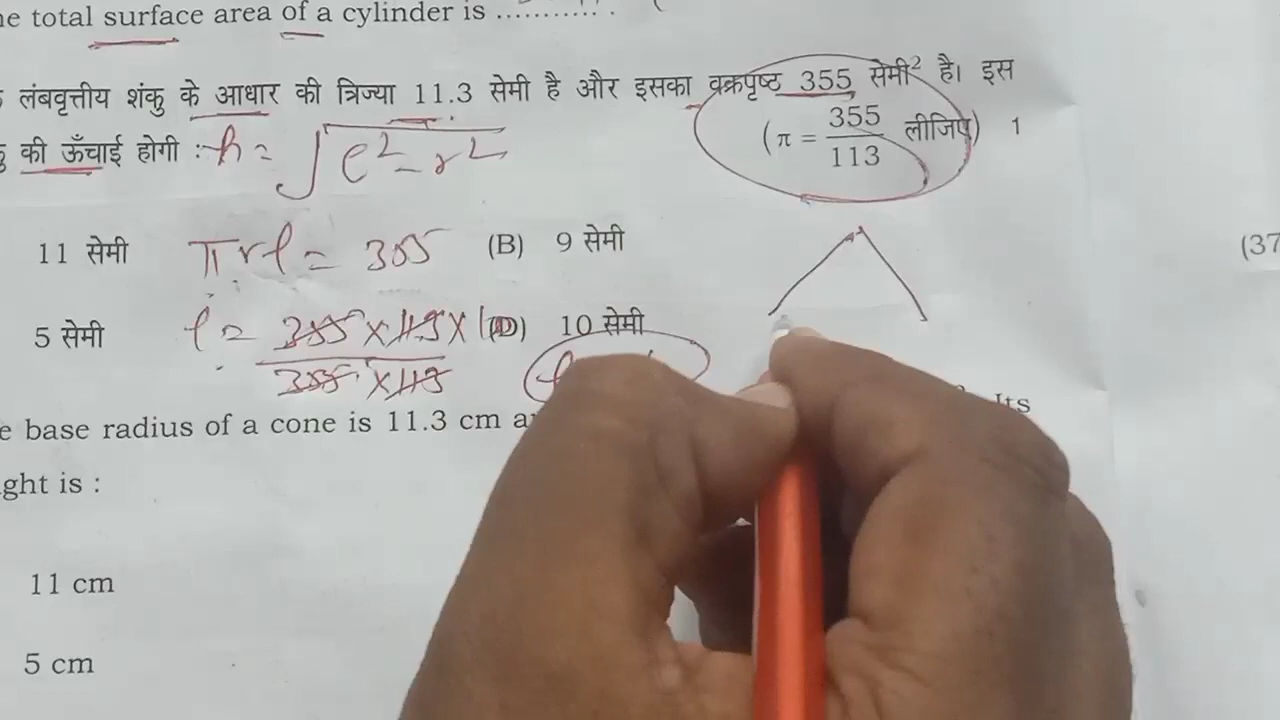 he total surface area of a cylinder is ...........
लंबवृत्तीय शंकु के आधार की त्रिज्या 11.3 सेमी है और इसका वक्रपृष्ठ 355 सेमी² है। इस
की ऊँचाई होगी : h = √l² - r² (π = 355/113 लीजिए) 1
11 सेमी πrl = 355 (B) 9 सेमी (37
5 सेमी l = 355 × 113 × 10 / 355 × 113 (D) 10 सेमी
e base radius of a cone is 11.3 cm a Its
ght is :
11 cm
5 cm